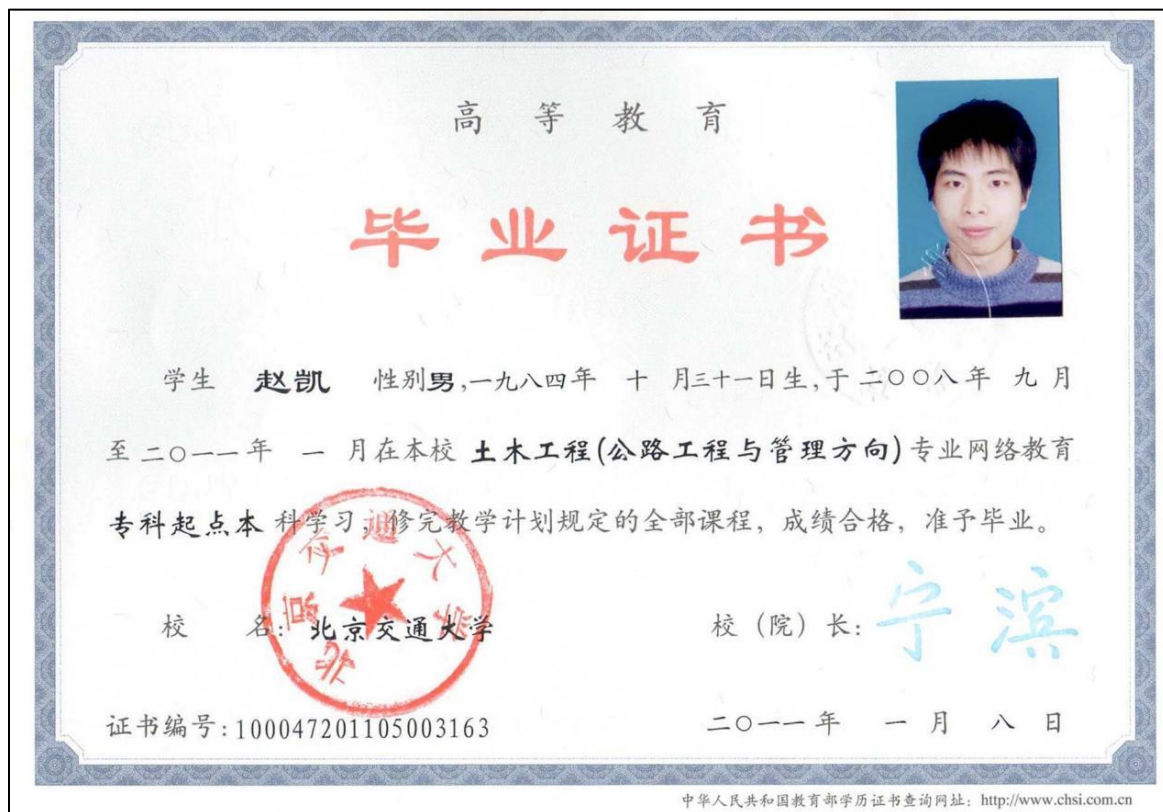 高等教育
毕业证书
学生 赵凯 性别男,一九八四年 十 月三十一日生,于二〇〇八年 九月
至二〇一一年 一 月在本校 土木工程(公路工程与管理方向)专业网络教育
专科起点本 科学习,修完教学计划规定的全部课程,成绩合格,准予毕业。
北京交通大学
校 名: 北京交通大学 校(院)长: 宁滨
证书编号:100047201105003163 二〇一一年 一月 八日
中华人民共和国教育部学历证书查询网址: http://www.chsi.com.cn